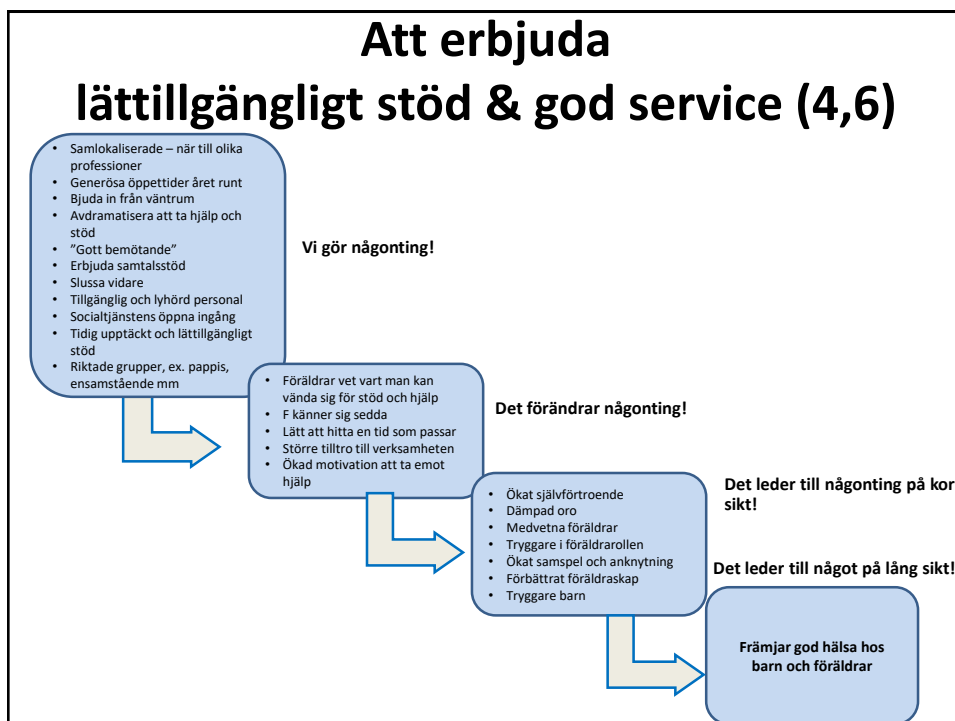 Att erbjuda
lättillgängligt stöd & god service (4,6)
• Samlokaliserade – när till olika
professioner
• Generösa öppettider året runt
• Bjuda in från väntrum
• Avdramatisera att ta hjälp och
stöd
• ”Gott bemötande”
• Erbjuda samtalsstöd
• Slussa vidare
• Tillgänglig och lyhörd personal
• Socialtjänstens öppna ingång
• Tidig upptäckt och lättillgängligt
stöd
• Riktade grupper, ex. pappis,
ensamstående mm
Vi gör någonting!
• Föräldrar vet vart man kan
vända sig för stöd och hjälp
• F känner sig sedda
• Lätt att hitta en tid som passar
• Större tilltro till verksamheten
• Ökad motivation att ta emot
hjälp
Det förändrar någonting!
• Ökat självförtroende
• Dämpad oro
• Medvetna föräldrar
• Tryggare i föräldrarollen
• Ökat samspel och anknytning
• Förbättrat föräldraskap
• Tryggare barn
Det leder till någonting på kor
sikt!
Det leder till något på lång sikt!
Främjar god hälsa hos
barn och föräldrar